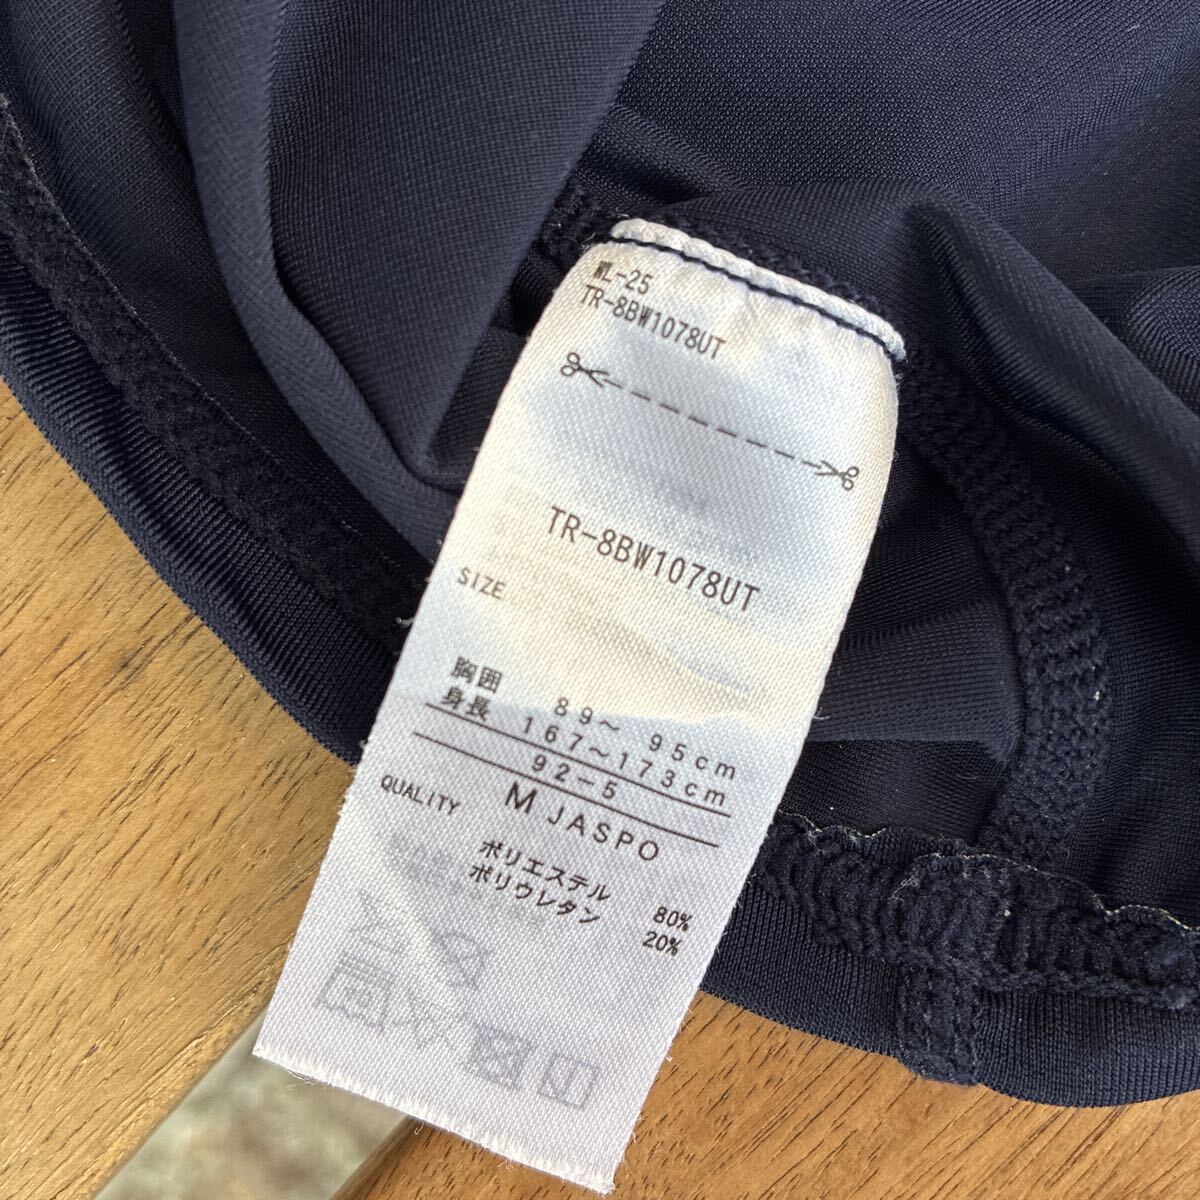 WL-25
TR-8BW1078UT
TR-8BW1078UT
SIZE
胸囲 89〜 95cm
身長 167〜173cm
92-5
M JASPO
QUALITY
ポリエステル 80%
ポリウレタン 20%